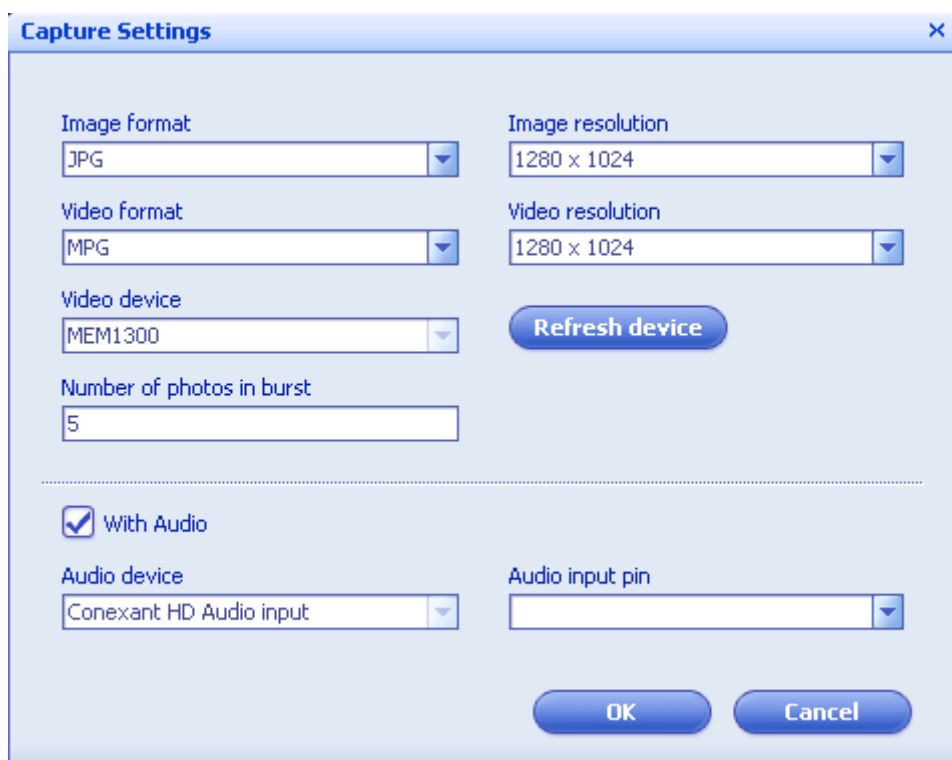 Capture Settings
Image format
Image resolution
JPG
1280 x 1024
Video format
Video resolution
MPG
1280 x 1024
Video device
MEM1300
Refresh device
Number of photos in burst
5
With Audio
Audio device
Audio input pin
Conexant HD Audio input
OK
Cancel